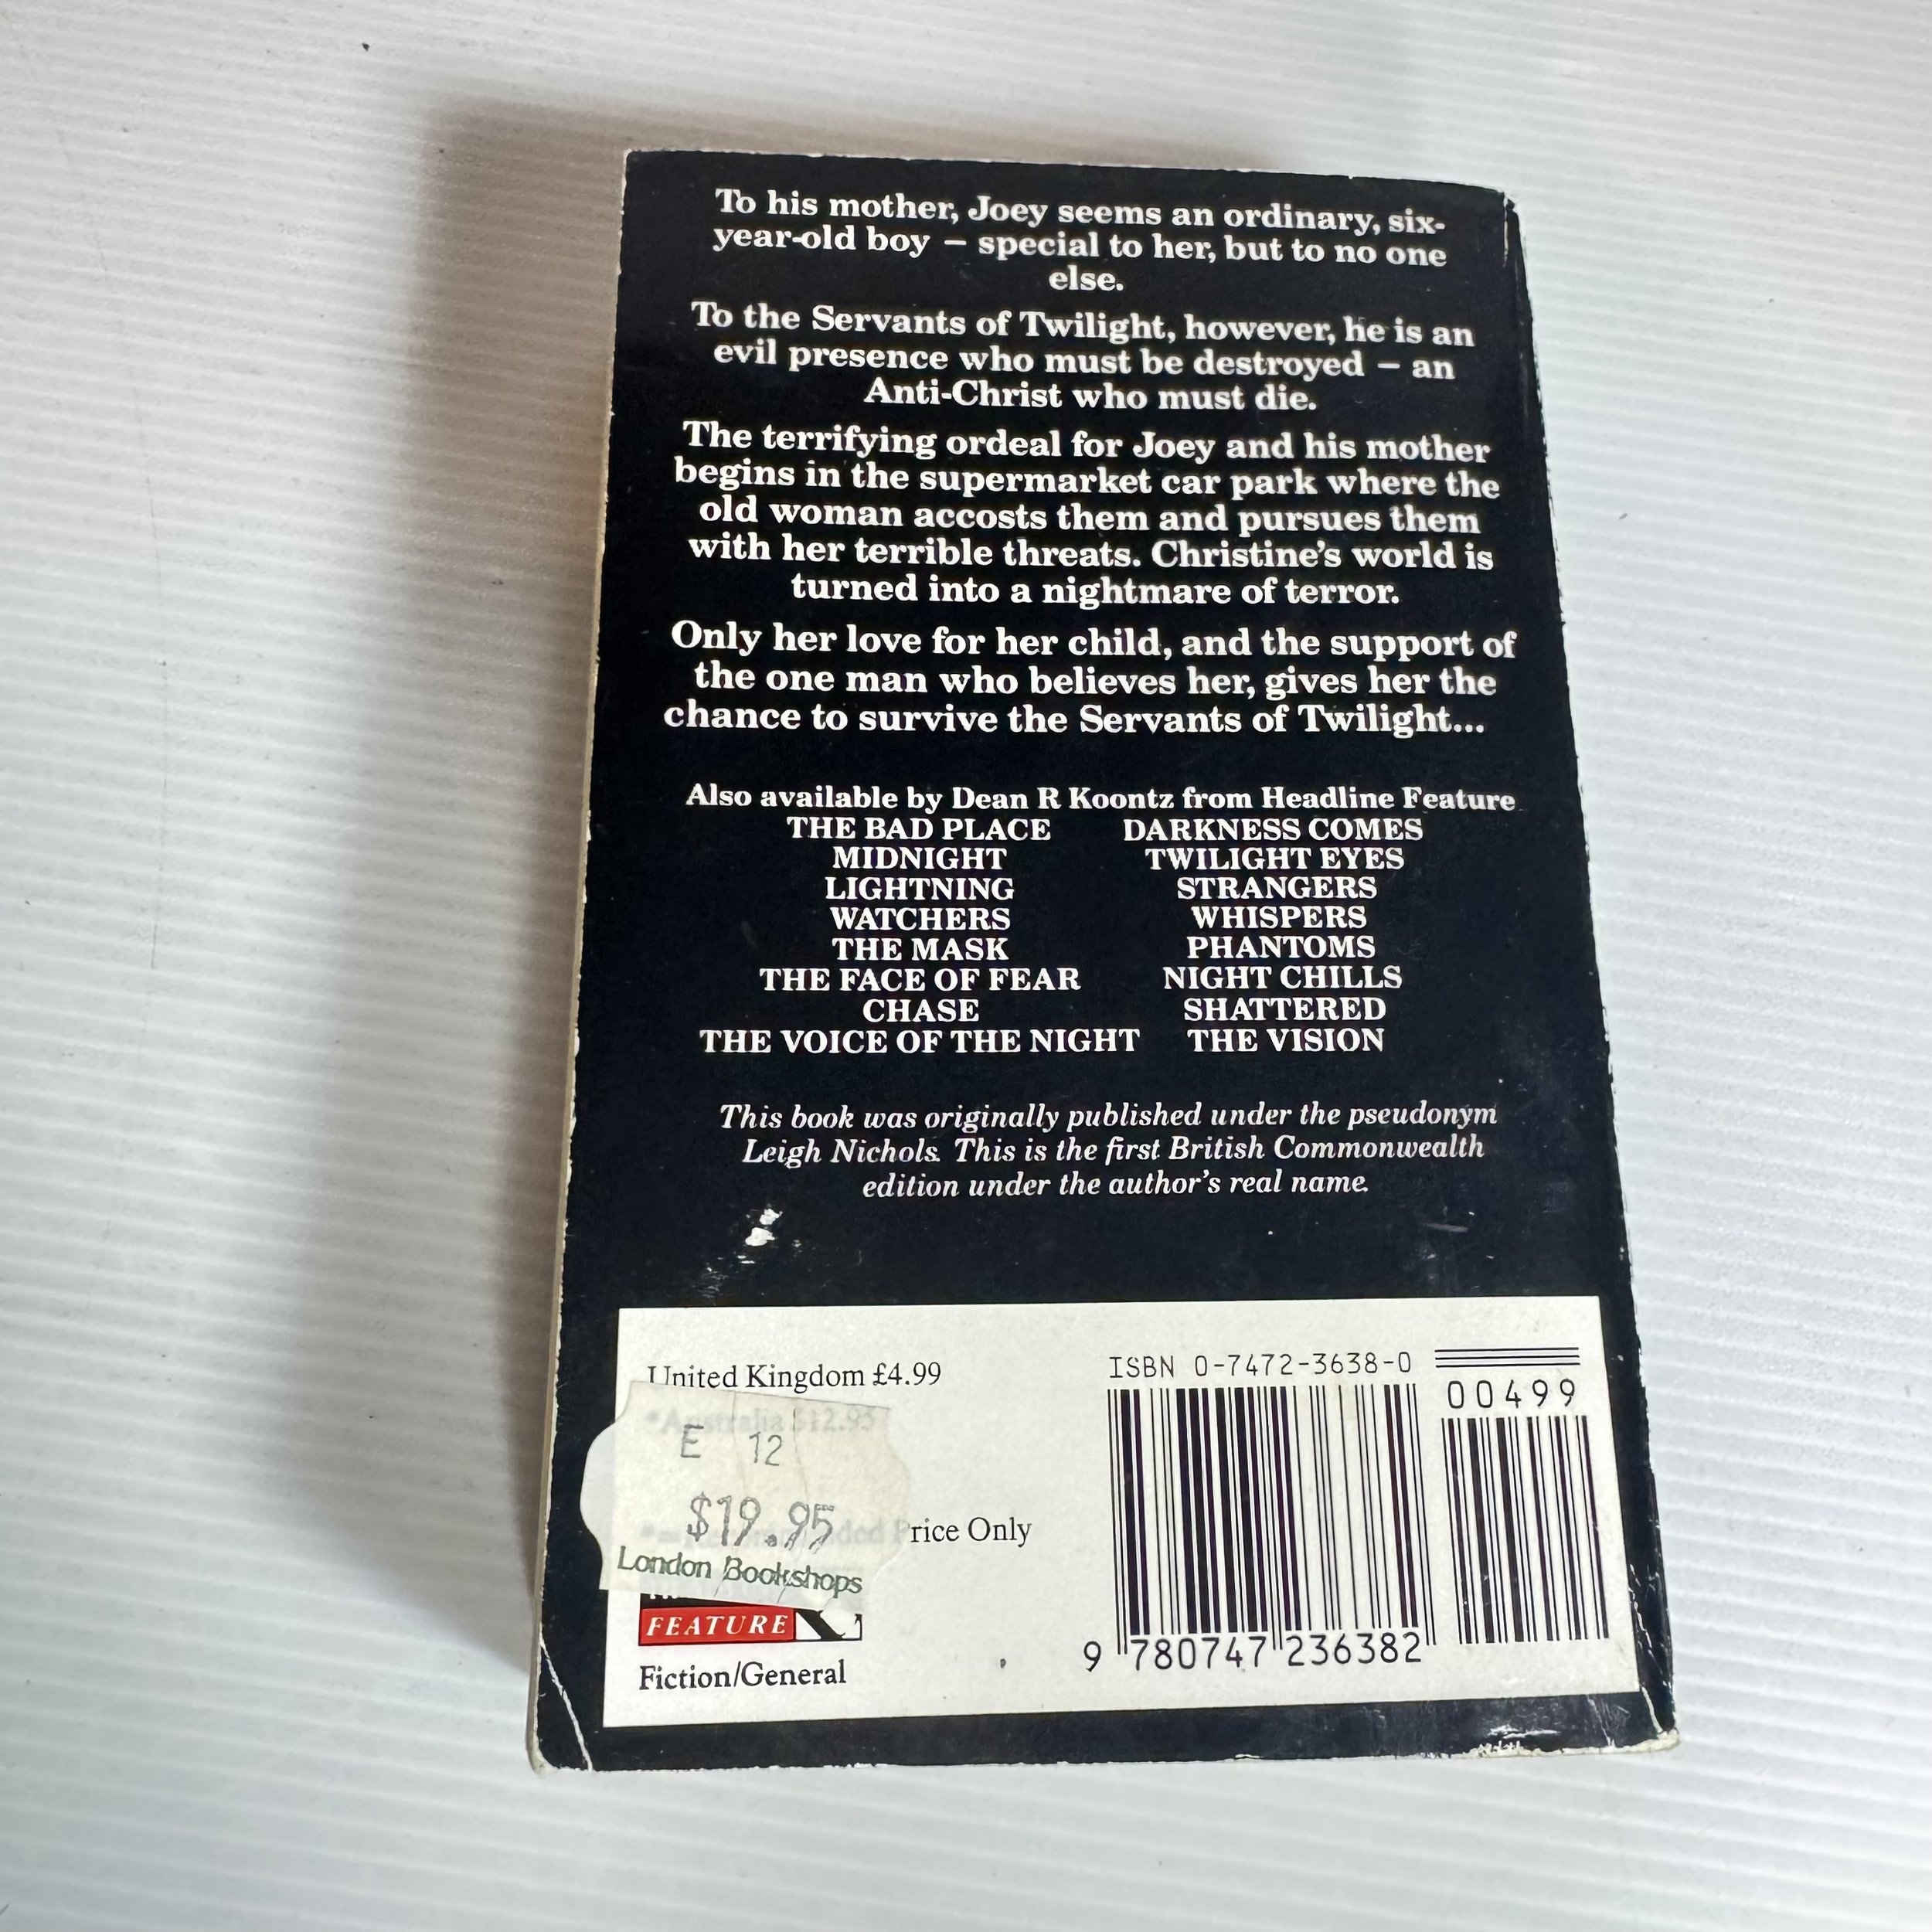 To his mother, Joey seems an ordinary, six-
year-old boy – special to her, but to no one
else.
To the Servants of Twilight, however, he is an
evil presence who must be destroyed – an
Anti-Christ who must die.
The terrifying ordeal for Joey and his mother
begins in the supermarket car park where the
old woman accosts them and pursues them
with her terrible threats. Christine's world is
turned into a nightmare of terror.
Only her love for her child, and the support of
the one man who believes her, gives her the
chance to survive the Servants of Twilight...
Also available by Dean R Koontz from Headline Feature
THE BAD PLACE DARKNESS COMES
MIDNIGHT TWILIGHT EYES
LIGHTNING STRANGERS
WATCHERS WHISPERS
THE MASK PHANTOMS
THE FACE OF FEAR NIGHT CHILLS
CHASE SHATTERED
THE VOICE OF THE NIGHT THE VISION
This book was originally published under the pseudonym
Leigh Nichols. This is the first British Commonwealth
edition under the author's real name.
United Kingdom £4.99
*Australia $12.95
E 12
$19.95
London Bookshops
Price Only
FEATURE
Fiction/General
ISBN 0-7472-3638-0
00499
9 780747 236382